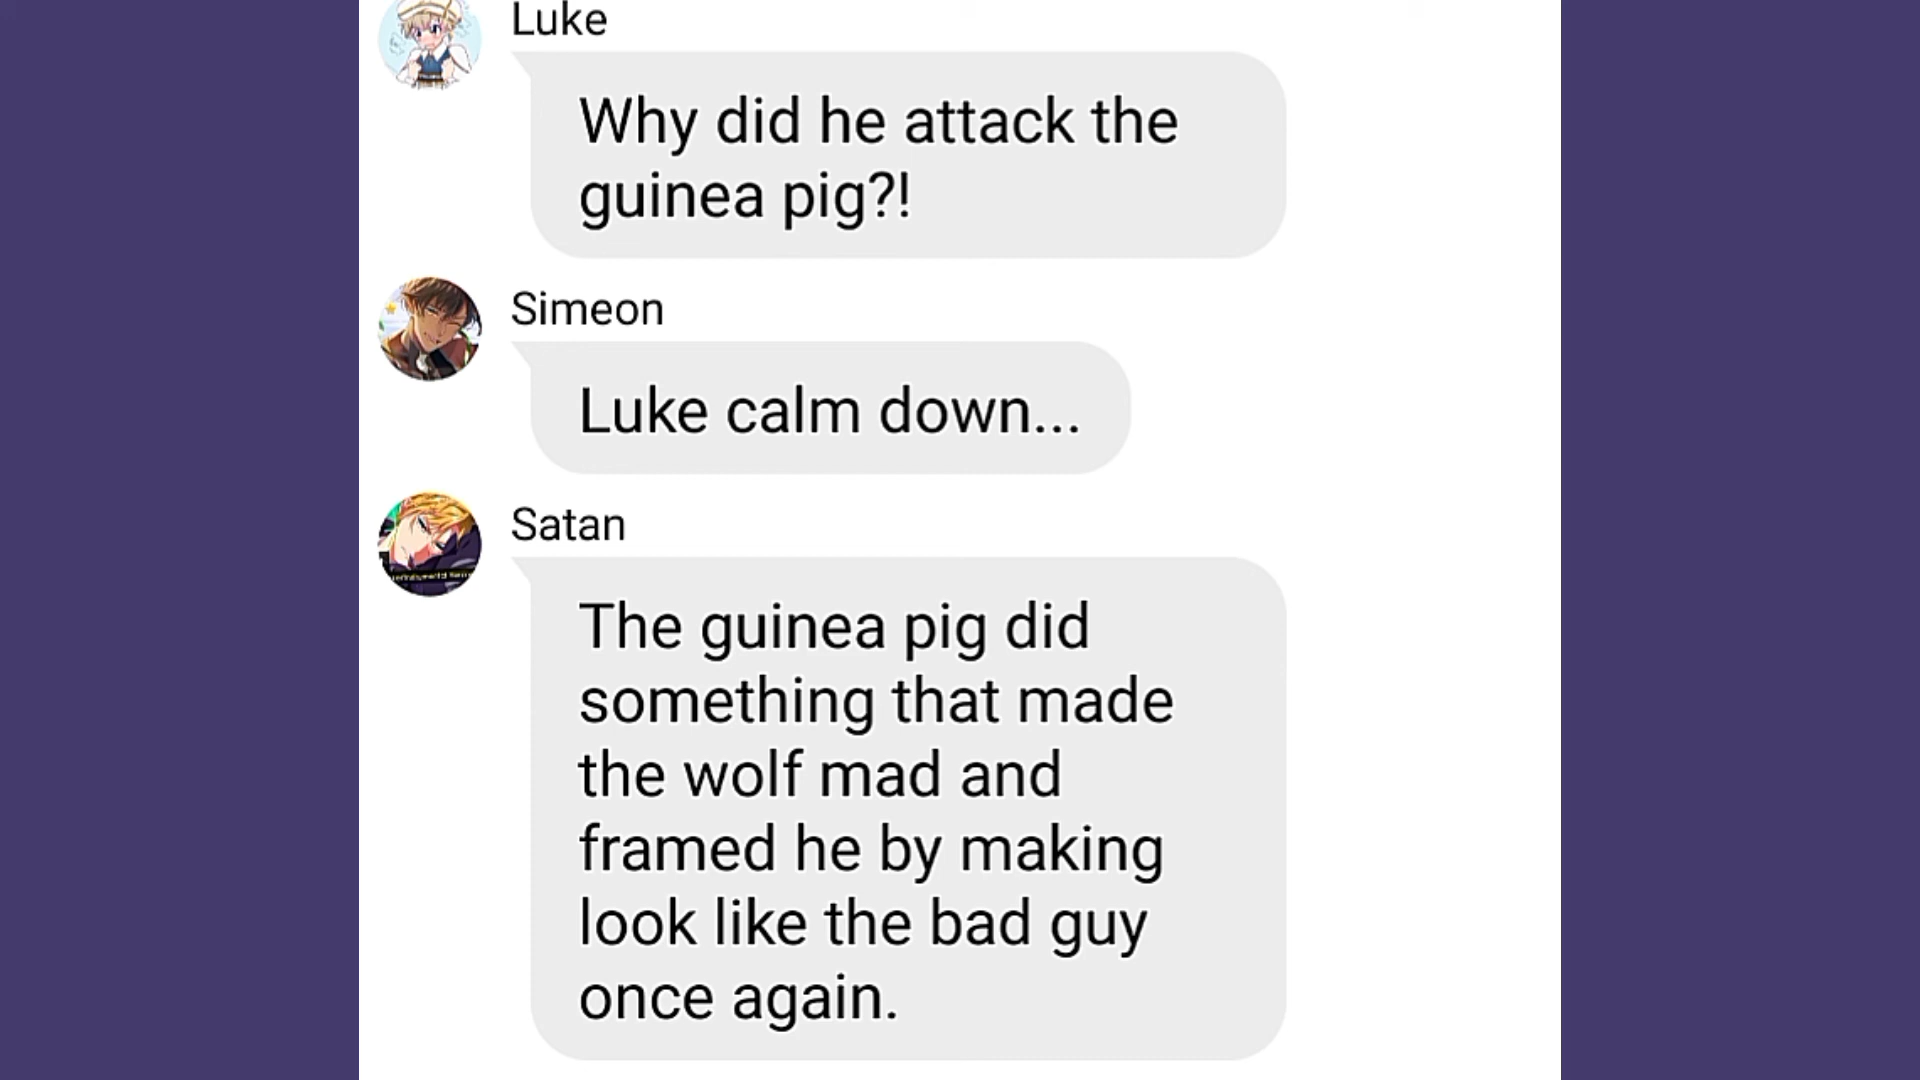 Luke
Why did he attack the
guinea pig?!
Simeon
Luke calm down...
Satan
The guinea pig did
something that made
the wolf mad and
framed he by making
look like the bad guy
once again.